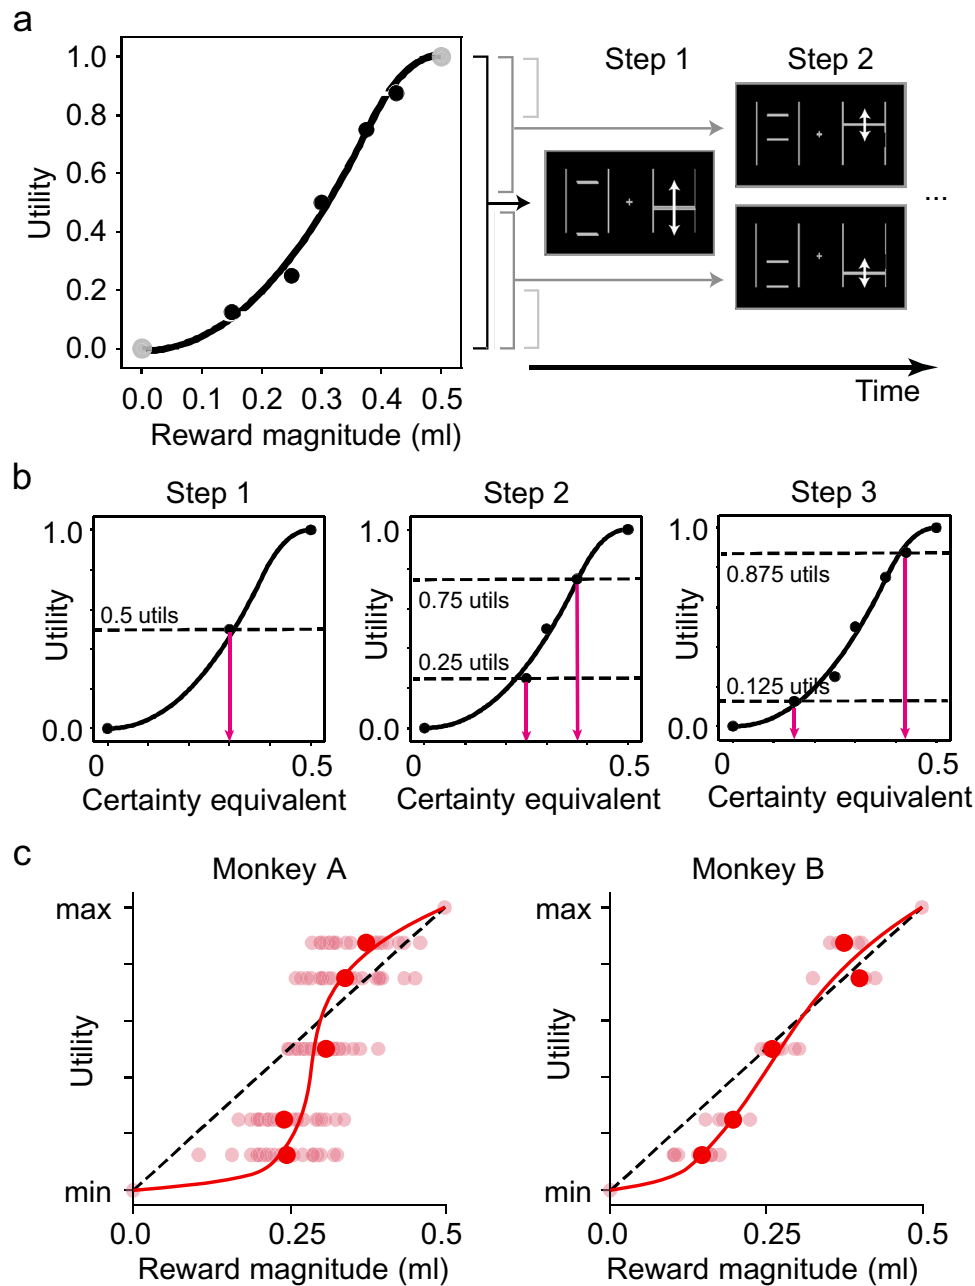 a
Step 1
Step 2
1.0
0.8
0.6
0.4
0.2
0.0
Utility
0.0 0.1 0.2 0.3 0.4 0.5
Reward magnitude (ml)
...
Time
b
Step 1
1.0
0.5 utils
0.0
Utility
0 0.5
Certainty equivalent
Step 2
1.0
0.75 utils
0.25 utils
0.0
Utility
0 0.5
Certainty equivalent
Step 3
1.0
0.875 utils
0.125 utils
0.0
Utility
0 0.5
Certainty equivalent
c
Monkey A
max
Utility
min
0.0 0.25 0.5
Reward magnitude (ml)
Monkey B
max
Utility
min
0.0 0.25 0.5
Reward magnitude (ml)